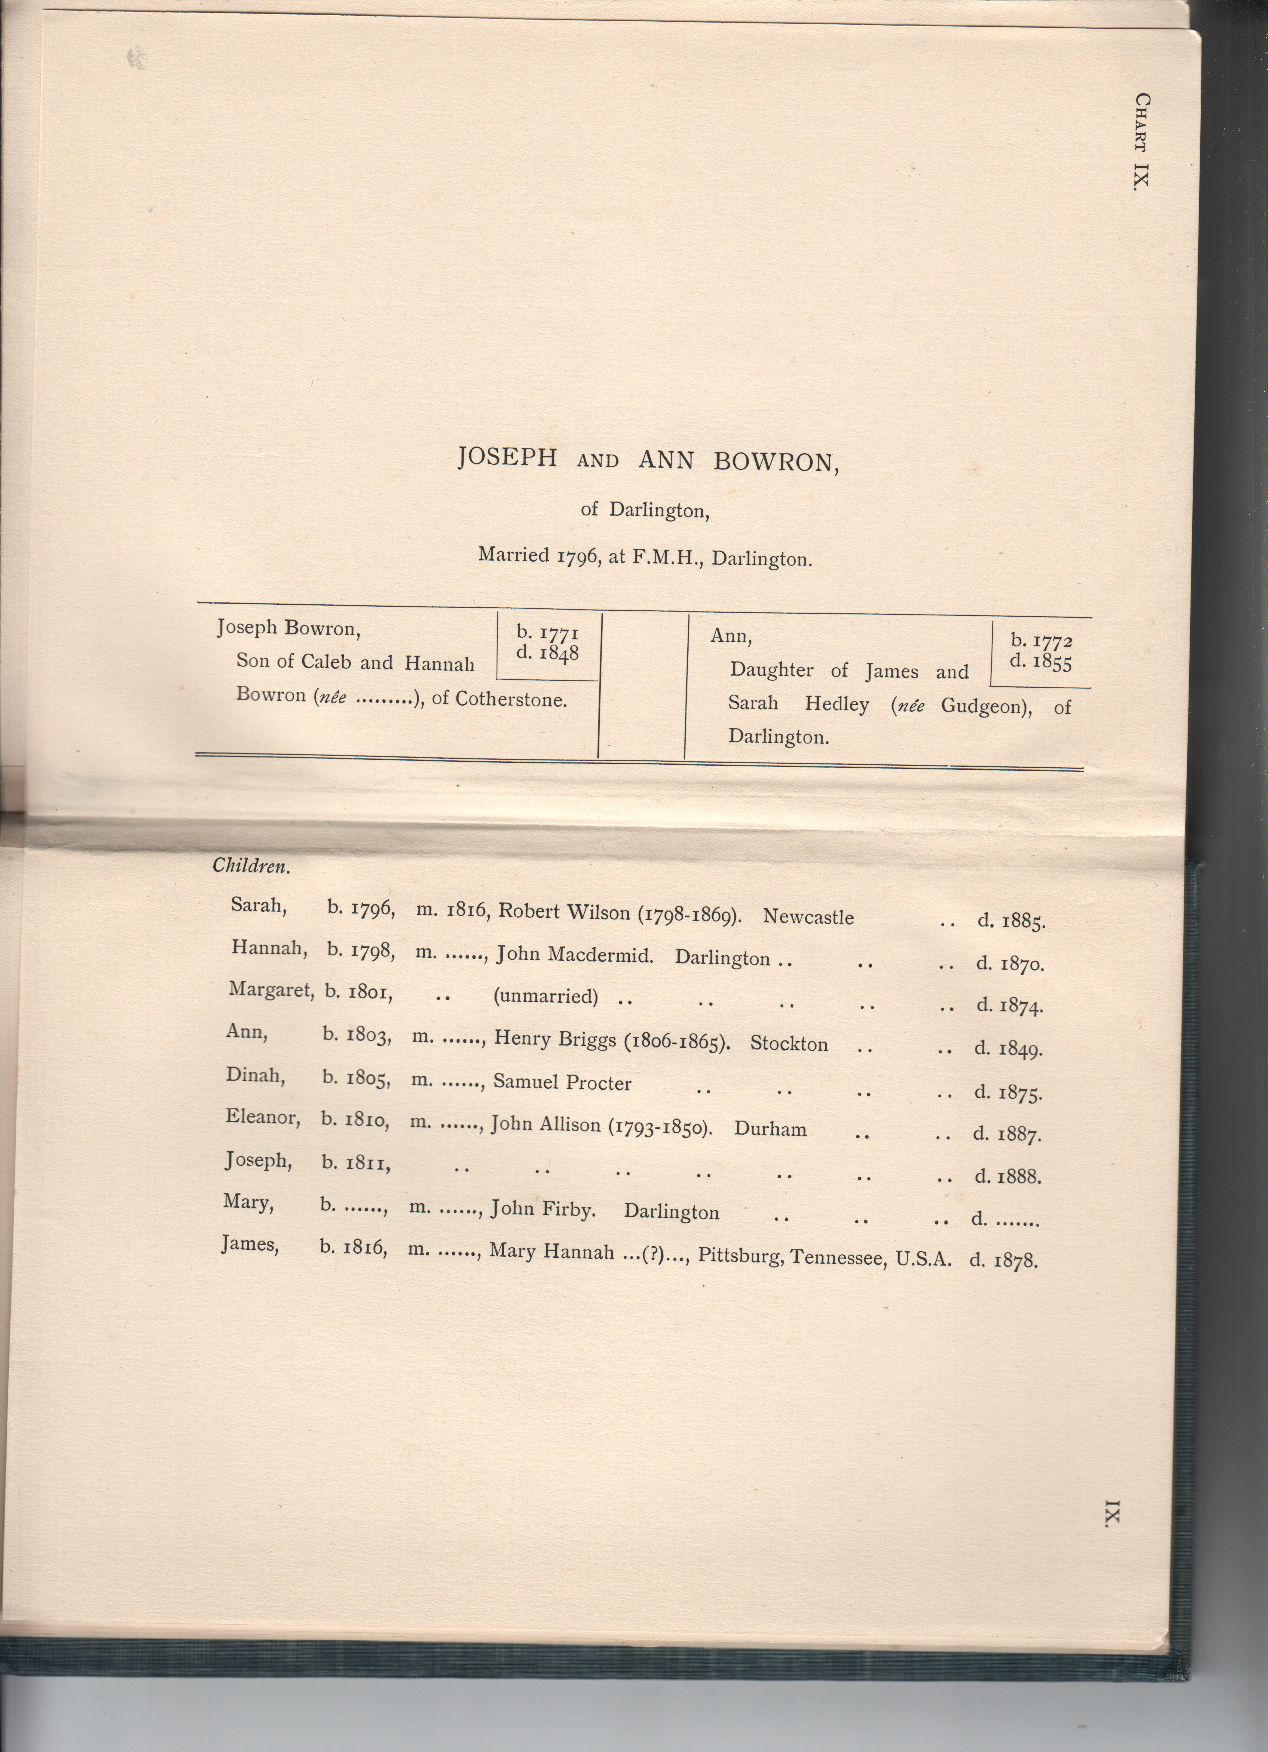 CHART IX.
JOSEPH AND ANN BOWRON,
of Darlington,
Married 1796, at F.M.H., Darlington.
Joseph Bowron,
Son of Caleb and Hannah
Bowron (née .........), of Cotherstone.
b. 1771
d. 1848
Ann,
Daughter of James and
Sarah Hedley (née Gudgeon), of
Darlington.
b. 1772
d. 1855
Children.
Sarah, b. 1796, m. 1816, Robert Wilson (1798-1869). Newcastle .. d. 1885.
Hannah, b. 1798, m. ......, John Macdermid. Darlington .. .. .. d. 1870.
Margaret, b. 1801, .. (unmarried) .. .. .. .. .. d. 1874.
Ann, b. 1803, m. ......, Henry Briggs (1806-1865). Stockton .. .. d. 1849.
Dinah, b. 1805, m. ......, Samuel Procter .. .. .. .. d. 1875.
Eleanor, b. 1810, m. ......, John Allison (1793-1850). Durham .. .. d. 1887.
Joseph, b. 1811, .. .. .. .. .. .. .. d. 1888.
Mary, b. ......, m. ......, John Firby. Darlington .. .. .. d. .......
James, b. 1816, m. ......, Mary Hannah ...(?)..., Pittsburg, Tennessee, U.S.A. d. 1878.
IX.